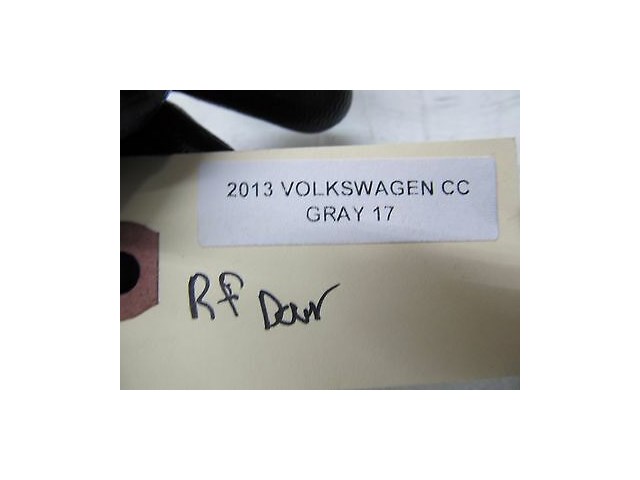 2013 VOLKSWAGEN CC
GRAY 17
Rf Door